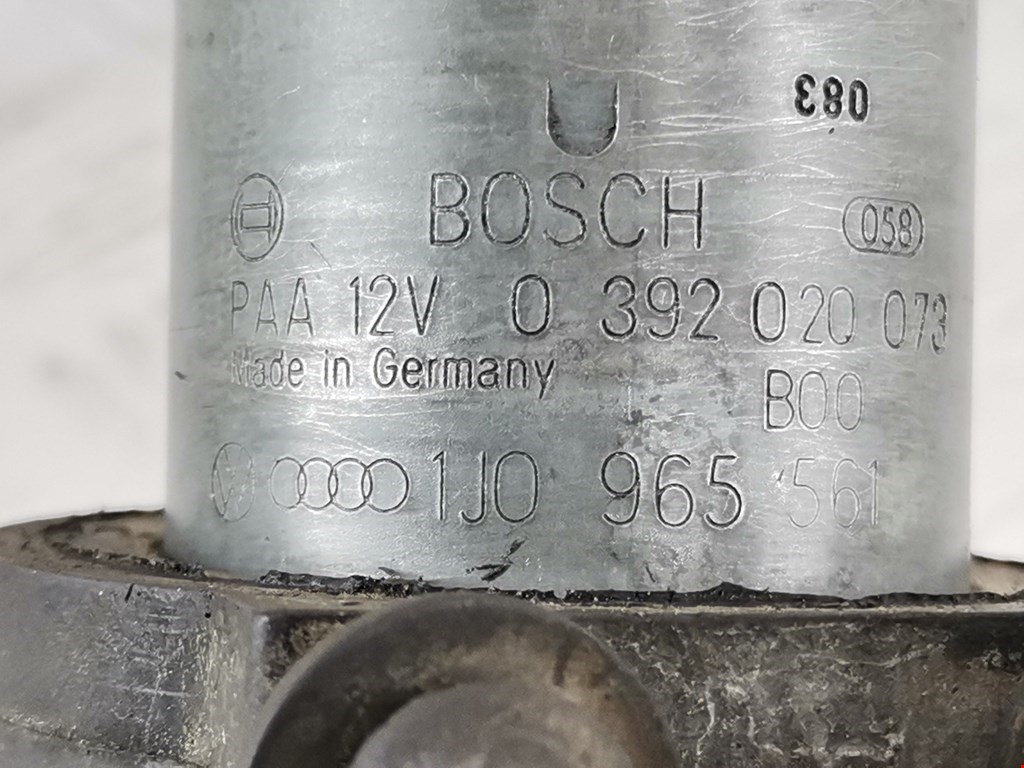 083
BOSCH
058
PAA 12V 0 392 020 073
Made in Germany
B00
1J0 965 561